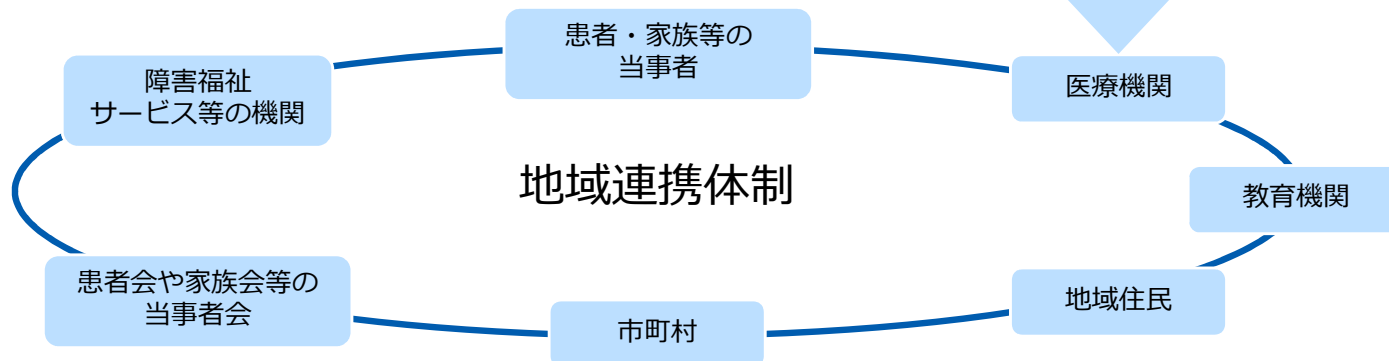 患者・家族等の
当事者
障害福祉
サービス等の機関
医療機関
地域連携体制
教育機関
患者会や家族会等の
当事者会
地域住民
市町村